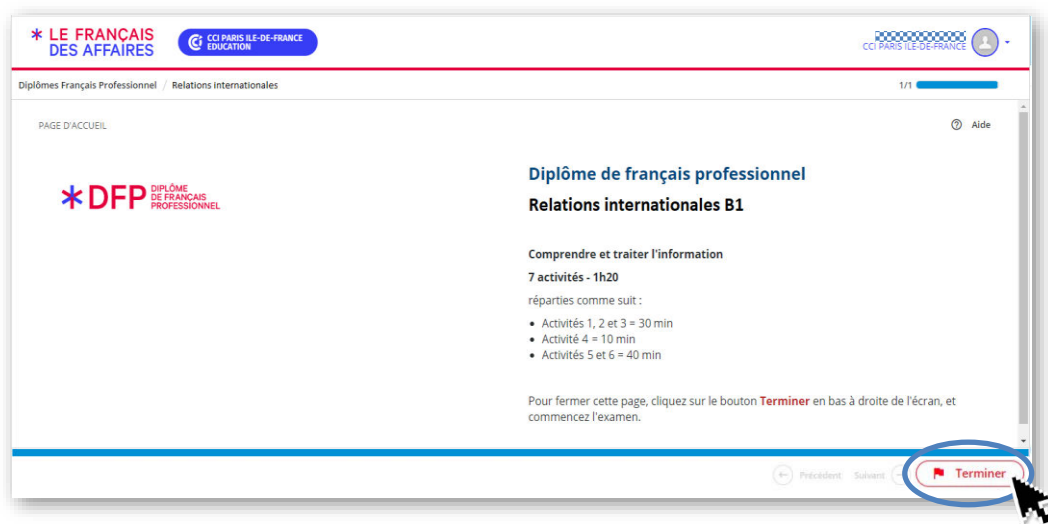 * LE FRANÇAIS
DES AFFAIRES
CCI PARIS ILE-DE-FRANCE
EDUCATION
CCI PARIS ILE-DE-FRANCE
Diplômes Français Professionnel / Relations internationales
1/1
PAGE D'ACCUEIL
Aide
*DFP DIPLÔME
DE FRANÇAIS
PROFESSIONNEL
Diplôme de français professionnel
Relations internationales B1
Comprendre et traiter l'information
7 activités - 1h20
réparties comme suit :
• Activités 1, 2 et 3 = 30 min
• Activité 4 = 10 min
• Activités 5 et 6 = 40 min
Pour fermer cette page, cliquez sur le bouton Terminer en bas à droite de l'écran, et
commencez l'examen.
Précédent Suivant Terminer